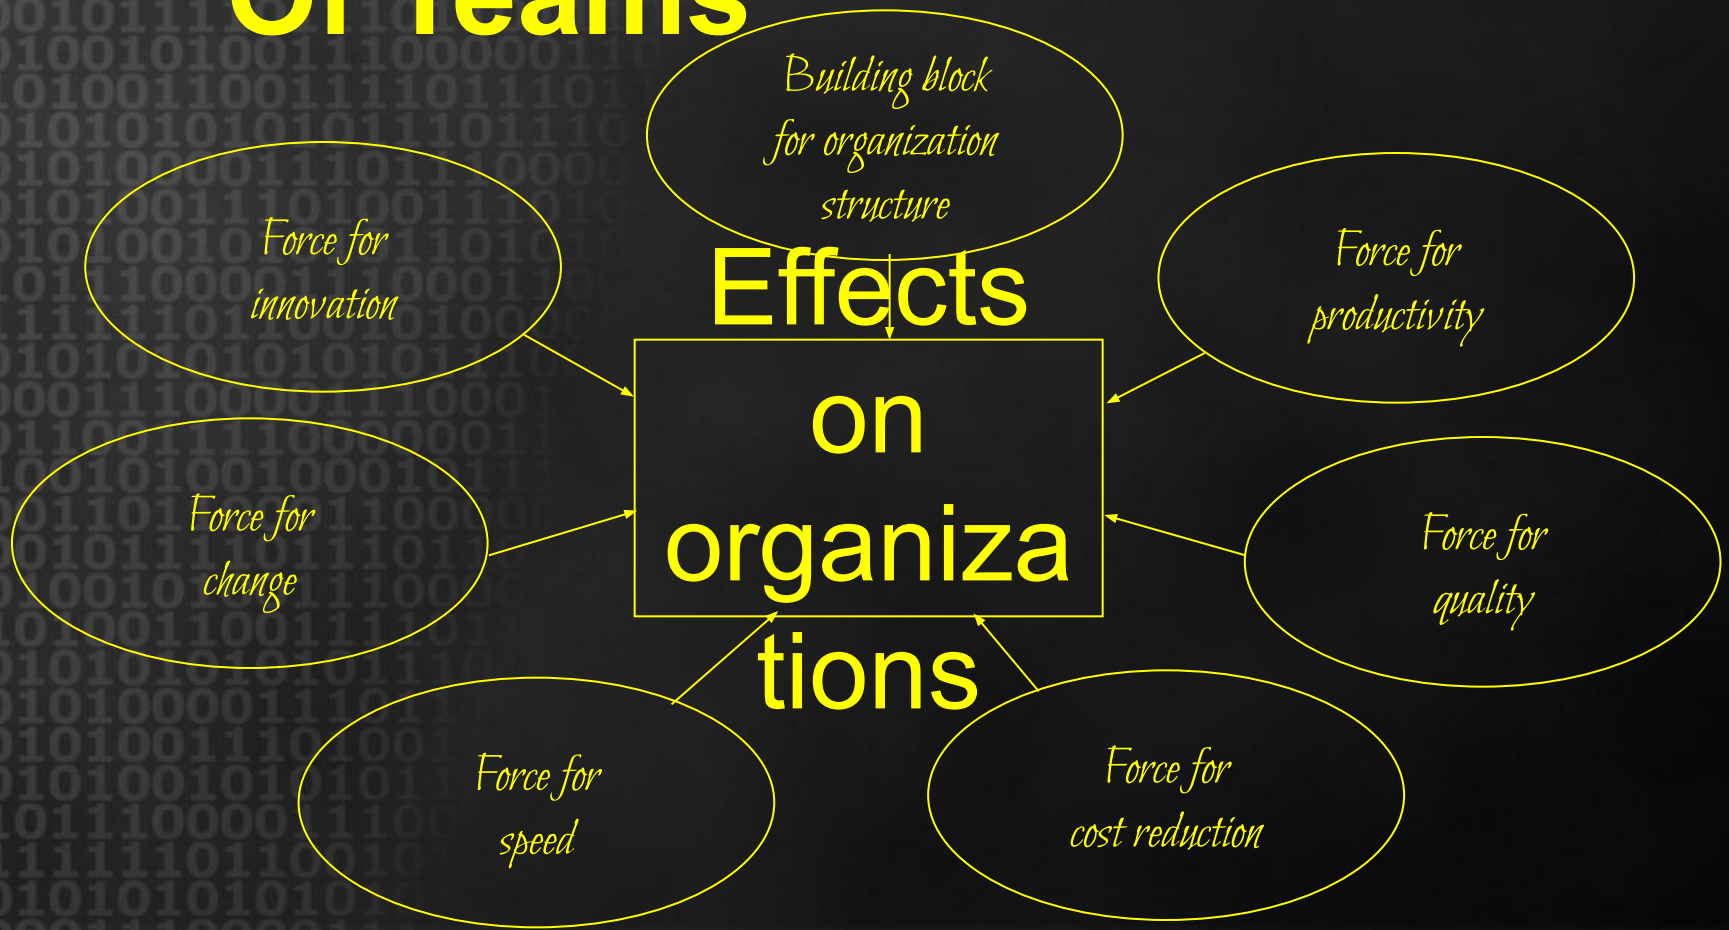 Of Teams
Building block
for organization
structure
Force for
innovation
Force for
productivity
Effects
on
organiza
tions
Force for
change
Force for
quality
Force for
speed
Force for
cost reduction